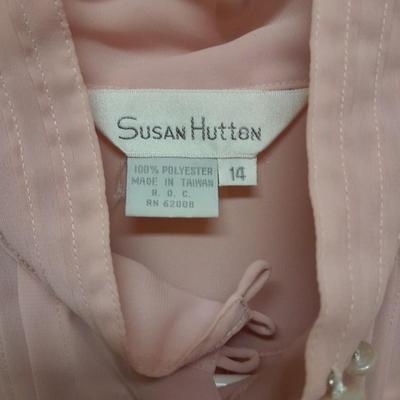 SUSAN HUTTON
100% POLYESTER
MADE IN TAIWAN
R. O. C.
RN 62008
14